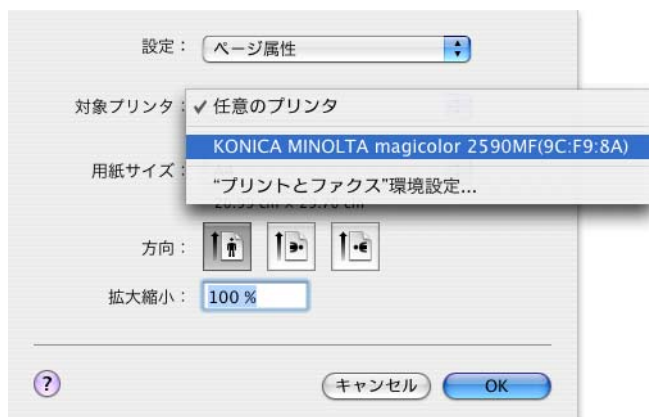 設定：
ページ属性
対象プリンタ：
✓ 任意のプリンタ
KONICA MINOLTA magicolor 2590MF(9C:F9:8A)
用紙サイズ：
“プリントとファクス”環境設定...
方向：
拡大縮小：
100 %
?
キャンセル
OK